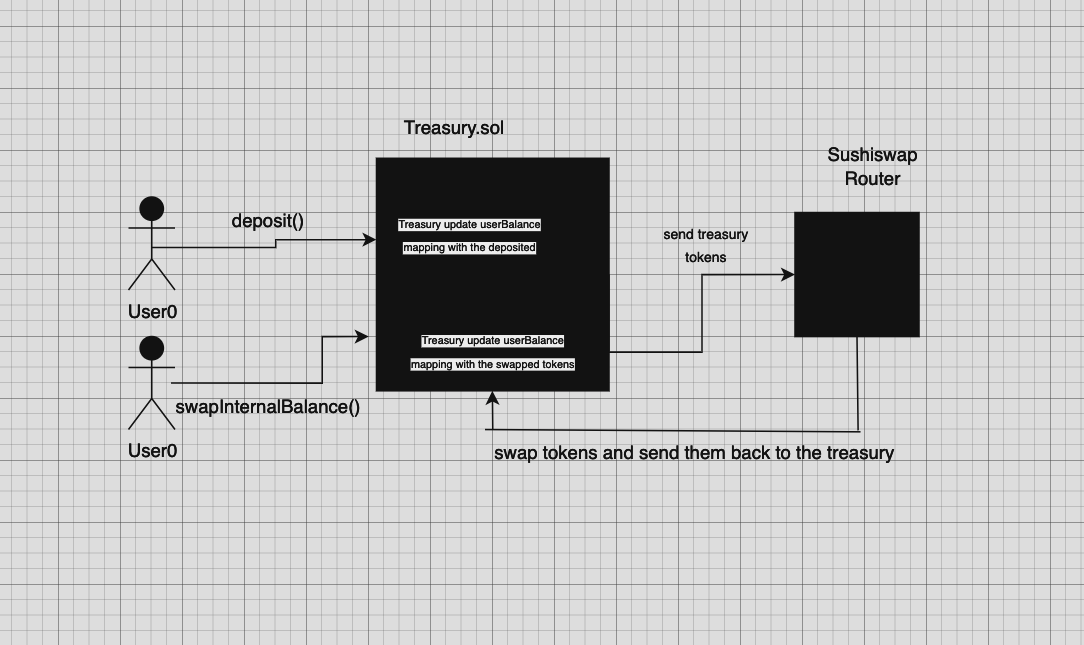 Treasury.sol
Sushiswap
Router
deposit()
Treasury update userBalance
mapping with the deposited
send treasury
tokens
User0
Treasury update userBalance
mapping with the swapped tokens
swapInternalBalance()
User0
swap tokens and send them back to the treasury